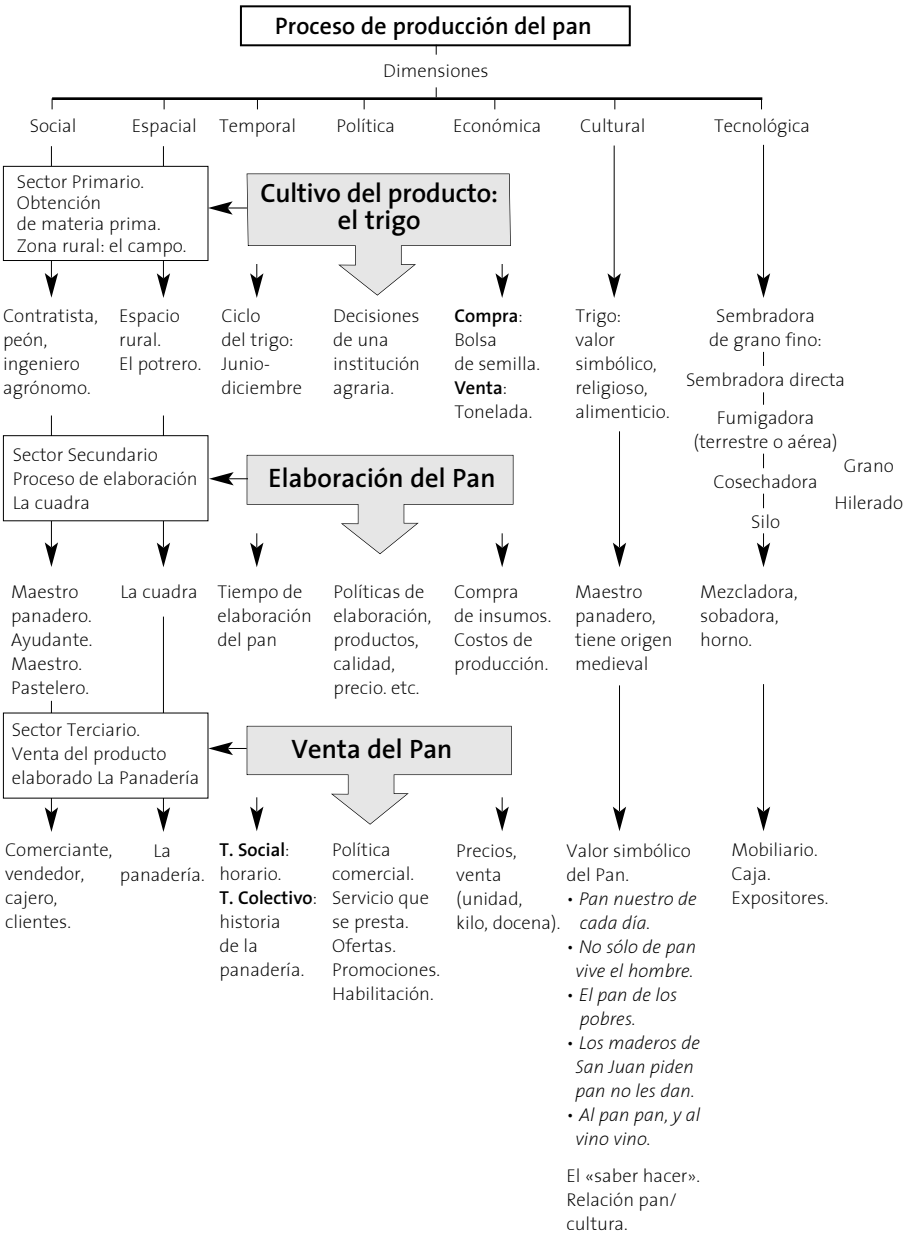 Proceso de producción del pan
Dimensiones
Social
Espacial
Temporal
Política
Económica
Cultural
Tecnológica
Sector Primario.
Obtención
de materia prima.
Zona rural: el campo.
Cultivo del producto:
el trigo
Contratista,
peón,
ingeniero
agrónomo.
Espacio
rural.
El potrero.
Ciclo
del trigo:
Junio-
diciembre
Decisiones
de una
institución
agraria.
Compra:
Bolsa
de semilla.
Venta:
Tonelada.
Trigo:
valor
simbólico,
religioso,
alimenticio.
Sembradora
de grano fino:
Sembradora directa
Fumigadora
(terrestre o aérea)
Cosechadora
Silo
Grano
Hilerado
Sector Secundario
Proceso de elaboración
La cuadra
Elaboración del Pan
Maestro
panadero.
Ayudante.
Maestro.
Pastelero.
La cuadra
Tiempo de
elaboración
del pan
Políticas de
elaboración,
productos,
calidad,
precio. etc.
Compra
de insumos.
Costos de
producción.
Maestro
panadero,
tiene origen
medieval
Mezcladora,
sobadora,
horno.
Sector Terciario.
Venta del producto
elaborado La Panadería
Venta del Pan
Comerciante,
vendedor,
cajero,
clientes.
La
panadería.
T. Social:
horario.
T. Colectivo:
historia
de la
panadería.
Política
comercial.
Servicio que
se presta.
Ofertas.
Promociones.
Habilitación.
Precios,
venta
(unidad,
kilo, docena).
Valor simbólico
del Pan.
• Pan nuestro de
cada día.
• No sólo de pan
vive el hombre.
• El pan de los
pobres.
• Los maderos de
San Juan piden
pan no les dan.
• Al pan pan, y al
vino vino.
El «saber hacer».
Relación pan/
cultura.
Mobiliario.
Caja.
Expositores.